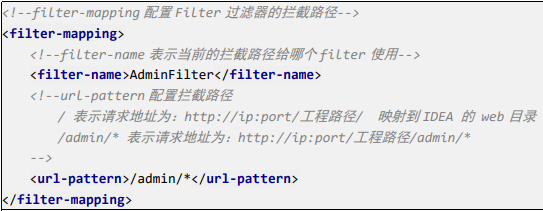 <!--filter-mapping 配置 Filter 过滤器的拦截路径-->
<filter-mapping>
<!--filter-name 表示当前的拦截路径给哪个 filter 使用-->
<filter-name>AdminFilter</filter-name>
<!--url-pattern 配置拦截路径
/ 表示请求地址为：http://ip:port/工程路径/ 映射到 IDEA 的 web 目录
/admin/* 表示请求地址为：http://ip:port/工程路径/admin/*
-->
<url-pattern>/admin/*</url-pattern>
</filter-mapping>